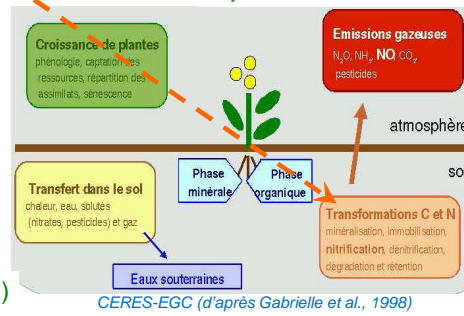 Croissance de plantes
phénologie, captation des
ressources, répartition des
assimilats, sénescence
Emissions gazeuses
N₂O, NH₃, NO, CO₂,
pesticides
atmosphère
so
Phase
minérale
Phase
organique
Transfert dans le sol
chaleur, eau, solutés
(nitrates, pesticides) et gaz
Transformations C et N
minéralisation, immobilisation,
nitrification, dénitrification,
dégradation et rétention
Eaux souterraines
)
CERES-EGC (d'après Gabrielle et al., 1998)